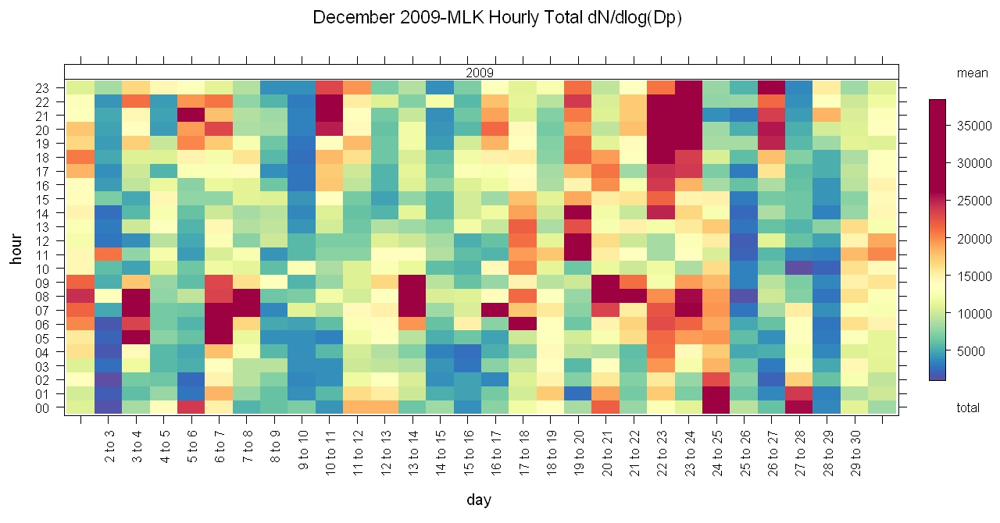 December 2009-MLK Hourly Total dN/dlog(Dp)
2009
mean
hour
23
22
21
20
19
18
17
16
15
14
13
12
11
10
09
08
07
06
05
04
03
02
01
00
35000
30000
25000
20000
15000
10000
5000
total
2 to 3
3 to 4
4 to 5
5 to 6
6 to 7
7 to 8
8 to 9
9 to 10
10 to 11
11 to 12
12 to 13
13 to 14
14 to 15
15 to 16
16 to 17
17 to 18
18 to 19
19 to 20
20 to 21
21 to 22
22 to 23
23 to 24
24 to 25
25 to 26
26 to 27
27 to 28
28 to 29
29 to 30
day